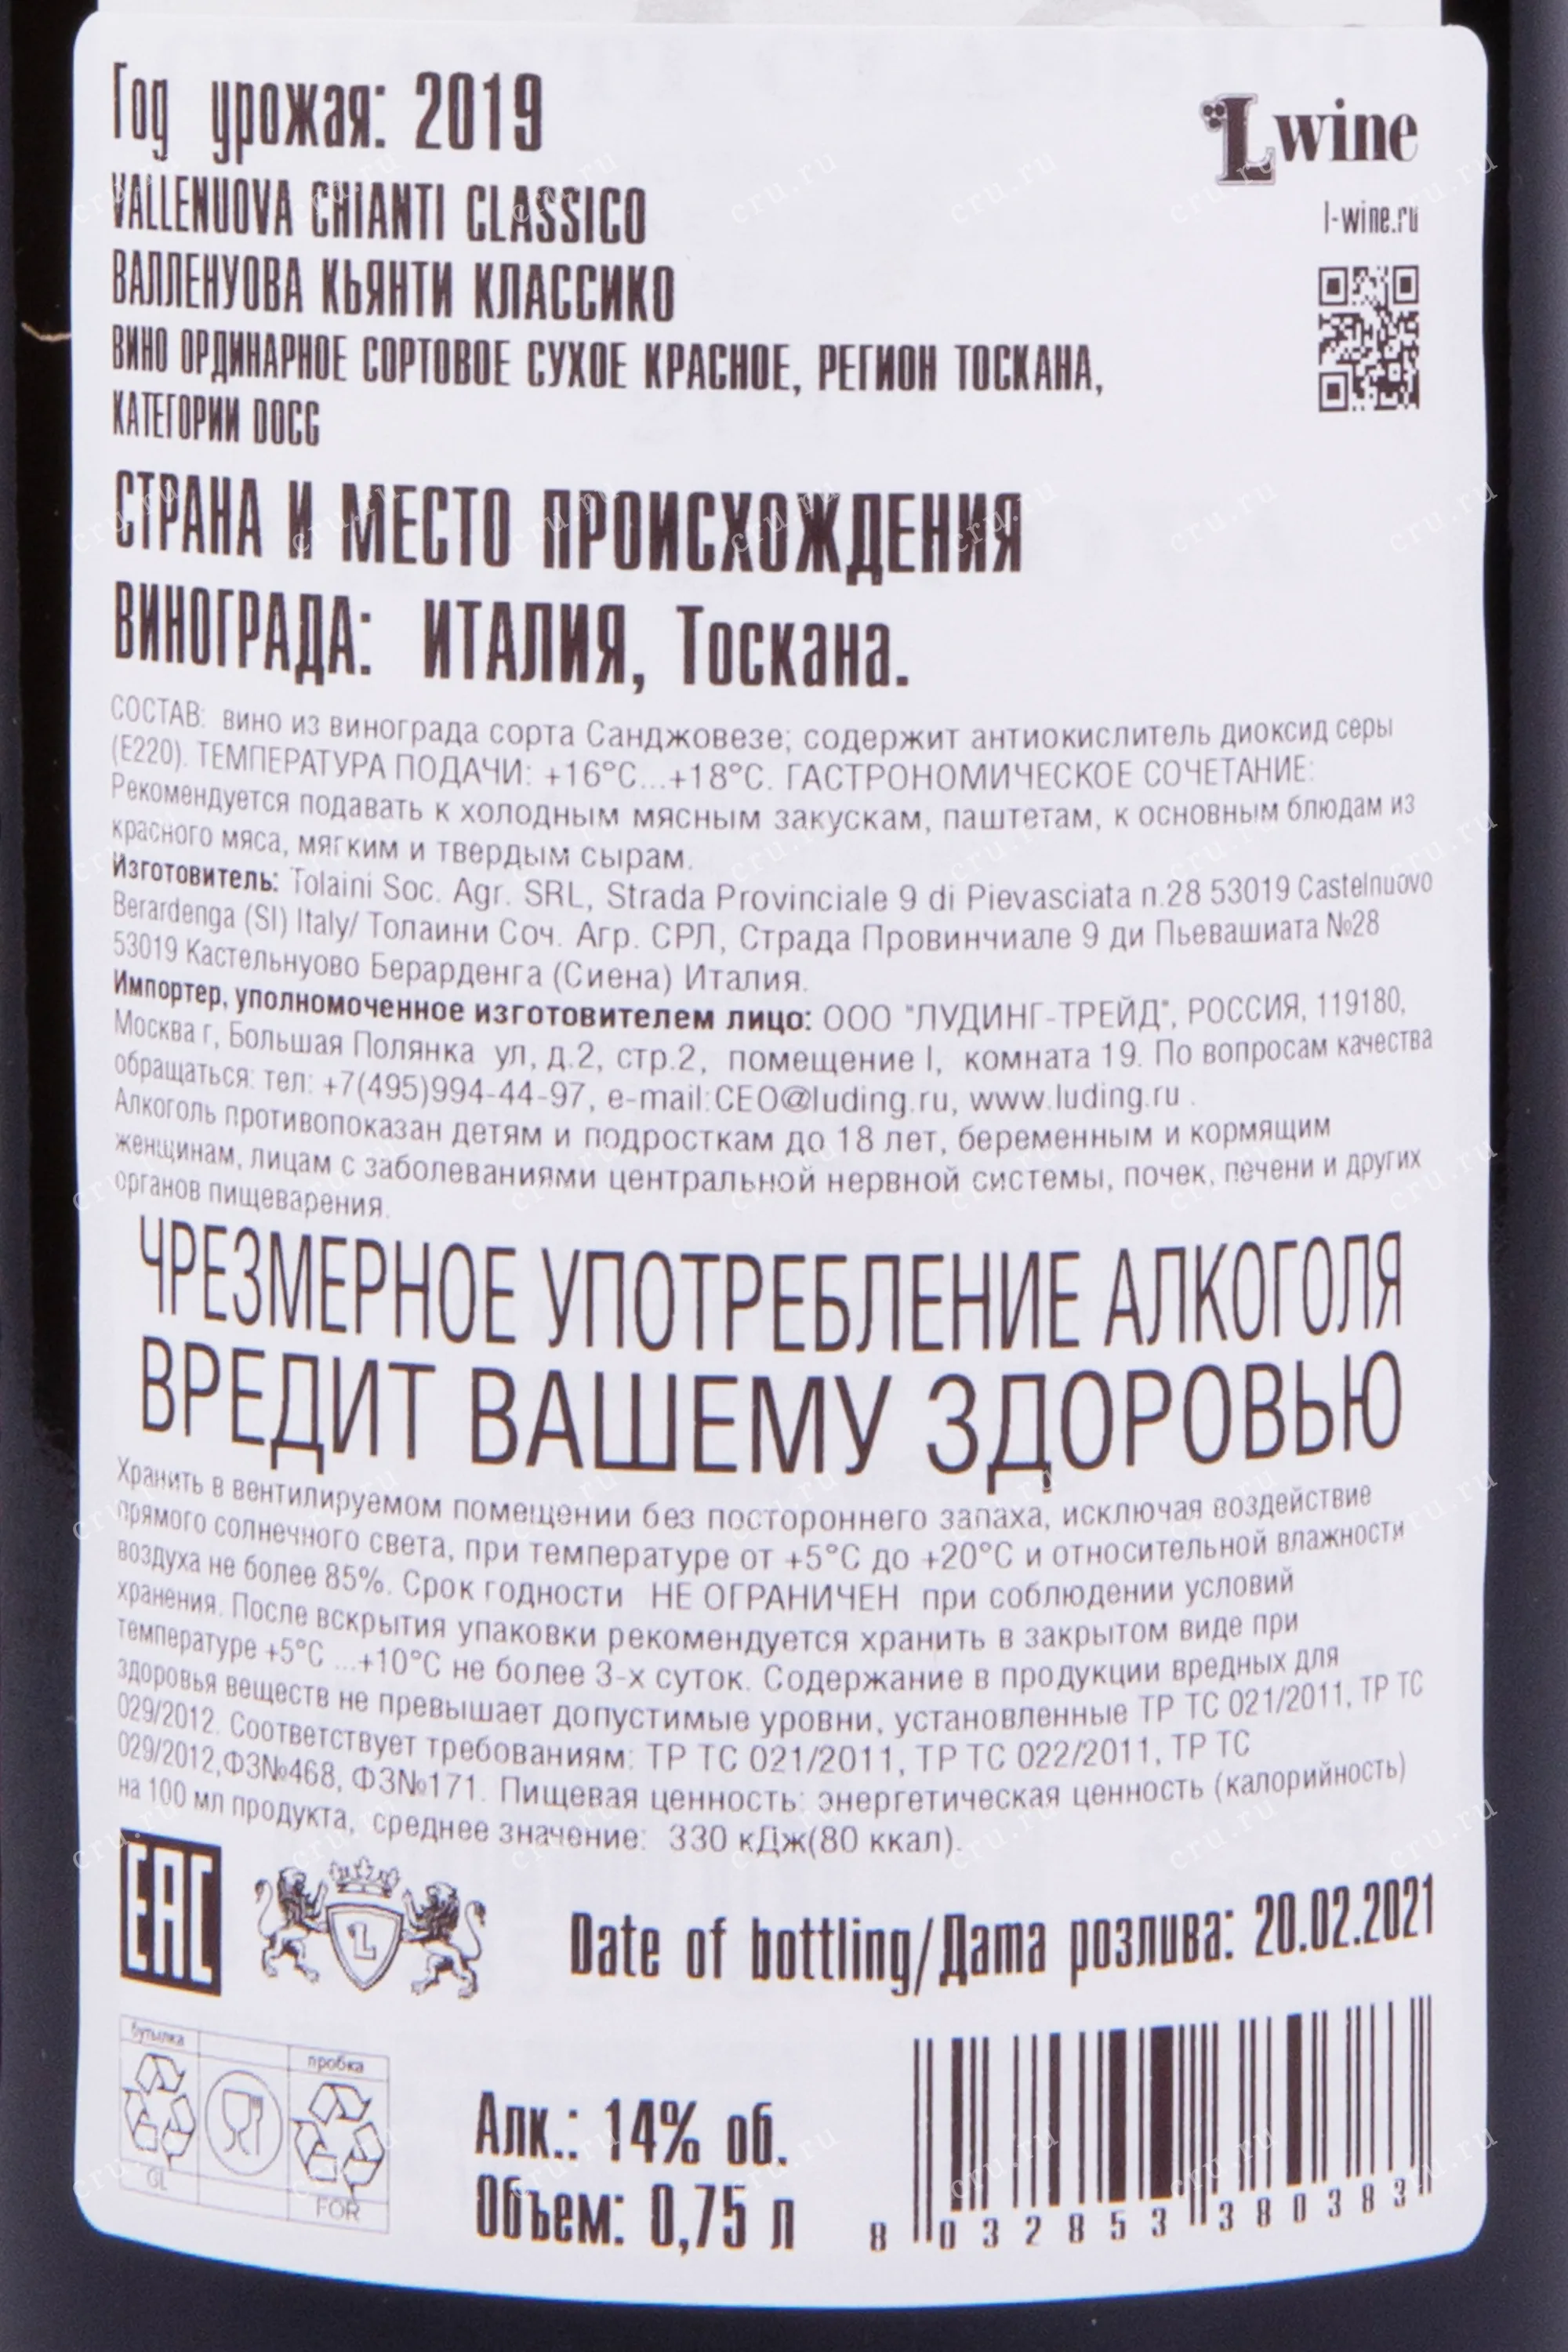 Год урожая: 2019
L wine
VALLENUOVA CHIANTI CLASSICO
l-wine.ru
ВАЛЛЕНУОВА КЬЯНТИ КЛАССИКО
ВИНО ОРДИНАРНОЕ СОРТОВОЕ СУХОЕ КРАСНОЕ, РЕГИОН ТОСКАНА,
КАТЕГОРИИ DOCG
СТРАНА И МЕСТО ПРОИСХОЖДЕНИЯ
ВИНОГРАДА: ИТАЛИЯ, Тоскана.
СОСТАВ: вино из винограда сорта Санджовезе; содержит антиокислитель диоксид серы
(Е220). ТЕМПЕРАТУРА ПОДАЧИ: +16°С...+18°С. ГАСТРОНОМИЧЕСКОЕ СОЧЕТАНИЕ:
Рекомендуется подавать к холодным мясным закускам, паштетам, к основным блюдам из
красного мяса, мягким и твердым сырам.
Изготовитель: Tolaini Soc. Agr. SRL, Strada Provinciale 9 di Pievasciata n.28 53019 Castelnuovo
Berardenga (SI) Italy/ Толаини Соч. Агр. СРЛ, Страда Провинчиале 9 ди Пьевашиата №28
53019 Кастельнуово Берарденга (Сиена) Италия.
Импортер, уполномоченное изготовителем лицо: ООО "ЛУДИНГ-ТРЕЙД", РОССИЯ, 119180,
Москва г, Большая Полянка ул, д.2, стр.2, помещение I, комната 19. По вопросам качества
обращаться: тел: +7(495)994-44-97, e-mail:CEO@luding.ru, www.luding.ru .
Алкоголь противопоказан детям и подросткам до 18 лет, беременным и кормящим
женщинам, лицам с заболеваниями центральной нервной системы, почек, печени и других
органов пищеварения.
ЧРЕЗМЕРНОЕ УПОТРЕБЛЕНИЕ АЛКОГОЛЯ
ВРЕДИТ ВАШЕМУ ЗДОРОВЬЮ
Хранить в вентилируемом помещении без постороннего запаха, исключая воздействие
прямого солнечного света, при температуре от +5°С до +20°С и относительной влажности
воздуха не более 85%. Срок годности НЕ ОГРАНИЧЕН при соблюдении условий
хранения. После вскрытия упаковки рекомендуется хранить в закрытом виде при
температуре +5°С ...+10°С не более 3-х суток. Содержание в продукции вредных для
здоровья веществ не превышает допустимые уровни, установленные ТР ТС 021/2011, ТР ТС
029/2012. Соответствует требованиям: ТР ТС 021/2011, ТР ТС 022/2011, ТР ТС
029/2012,ФЗ№468, ФЗ№171. Пищевая ценность: энергетическая ценность (калорийность)
на 100 мл продукта, среднее значение: 330 кДж(80 ккал).
EAC
L
Date of bottling/Дата розлива: 20.02.2021
бутылка
пробка
GL
FOR
Алк.: 14% об.
Объем: 0,75 л
8 032853 380383
cru.ru